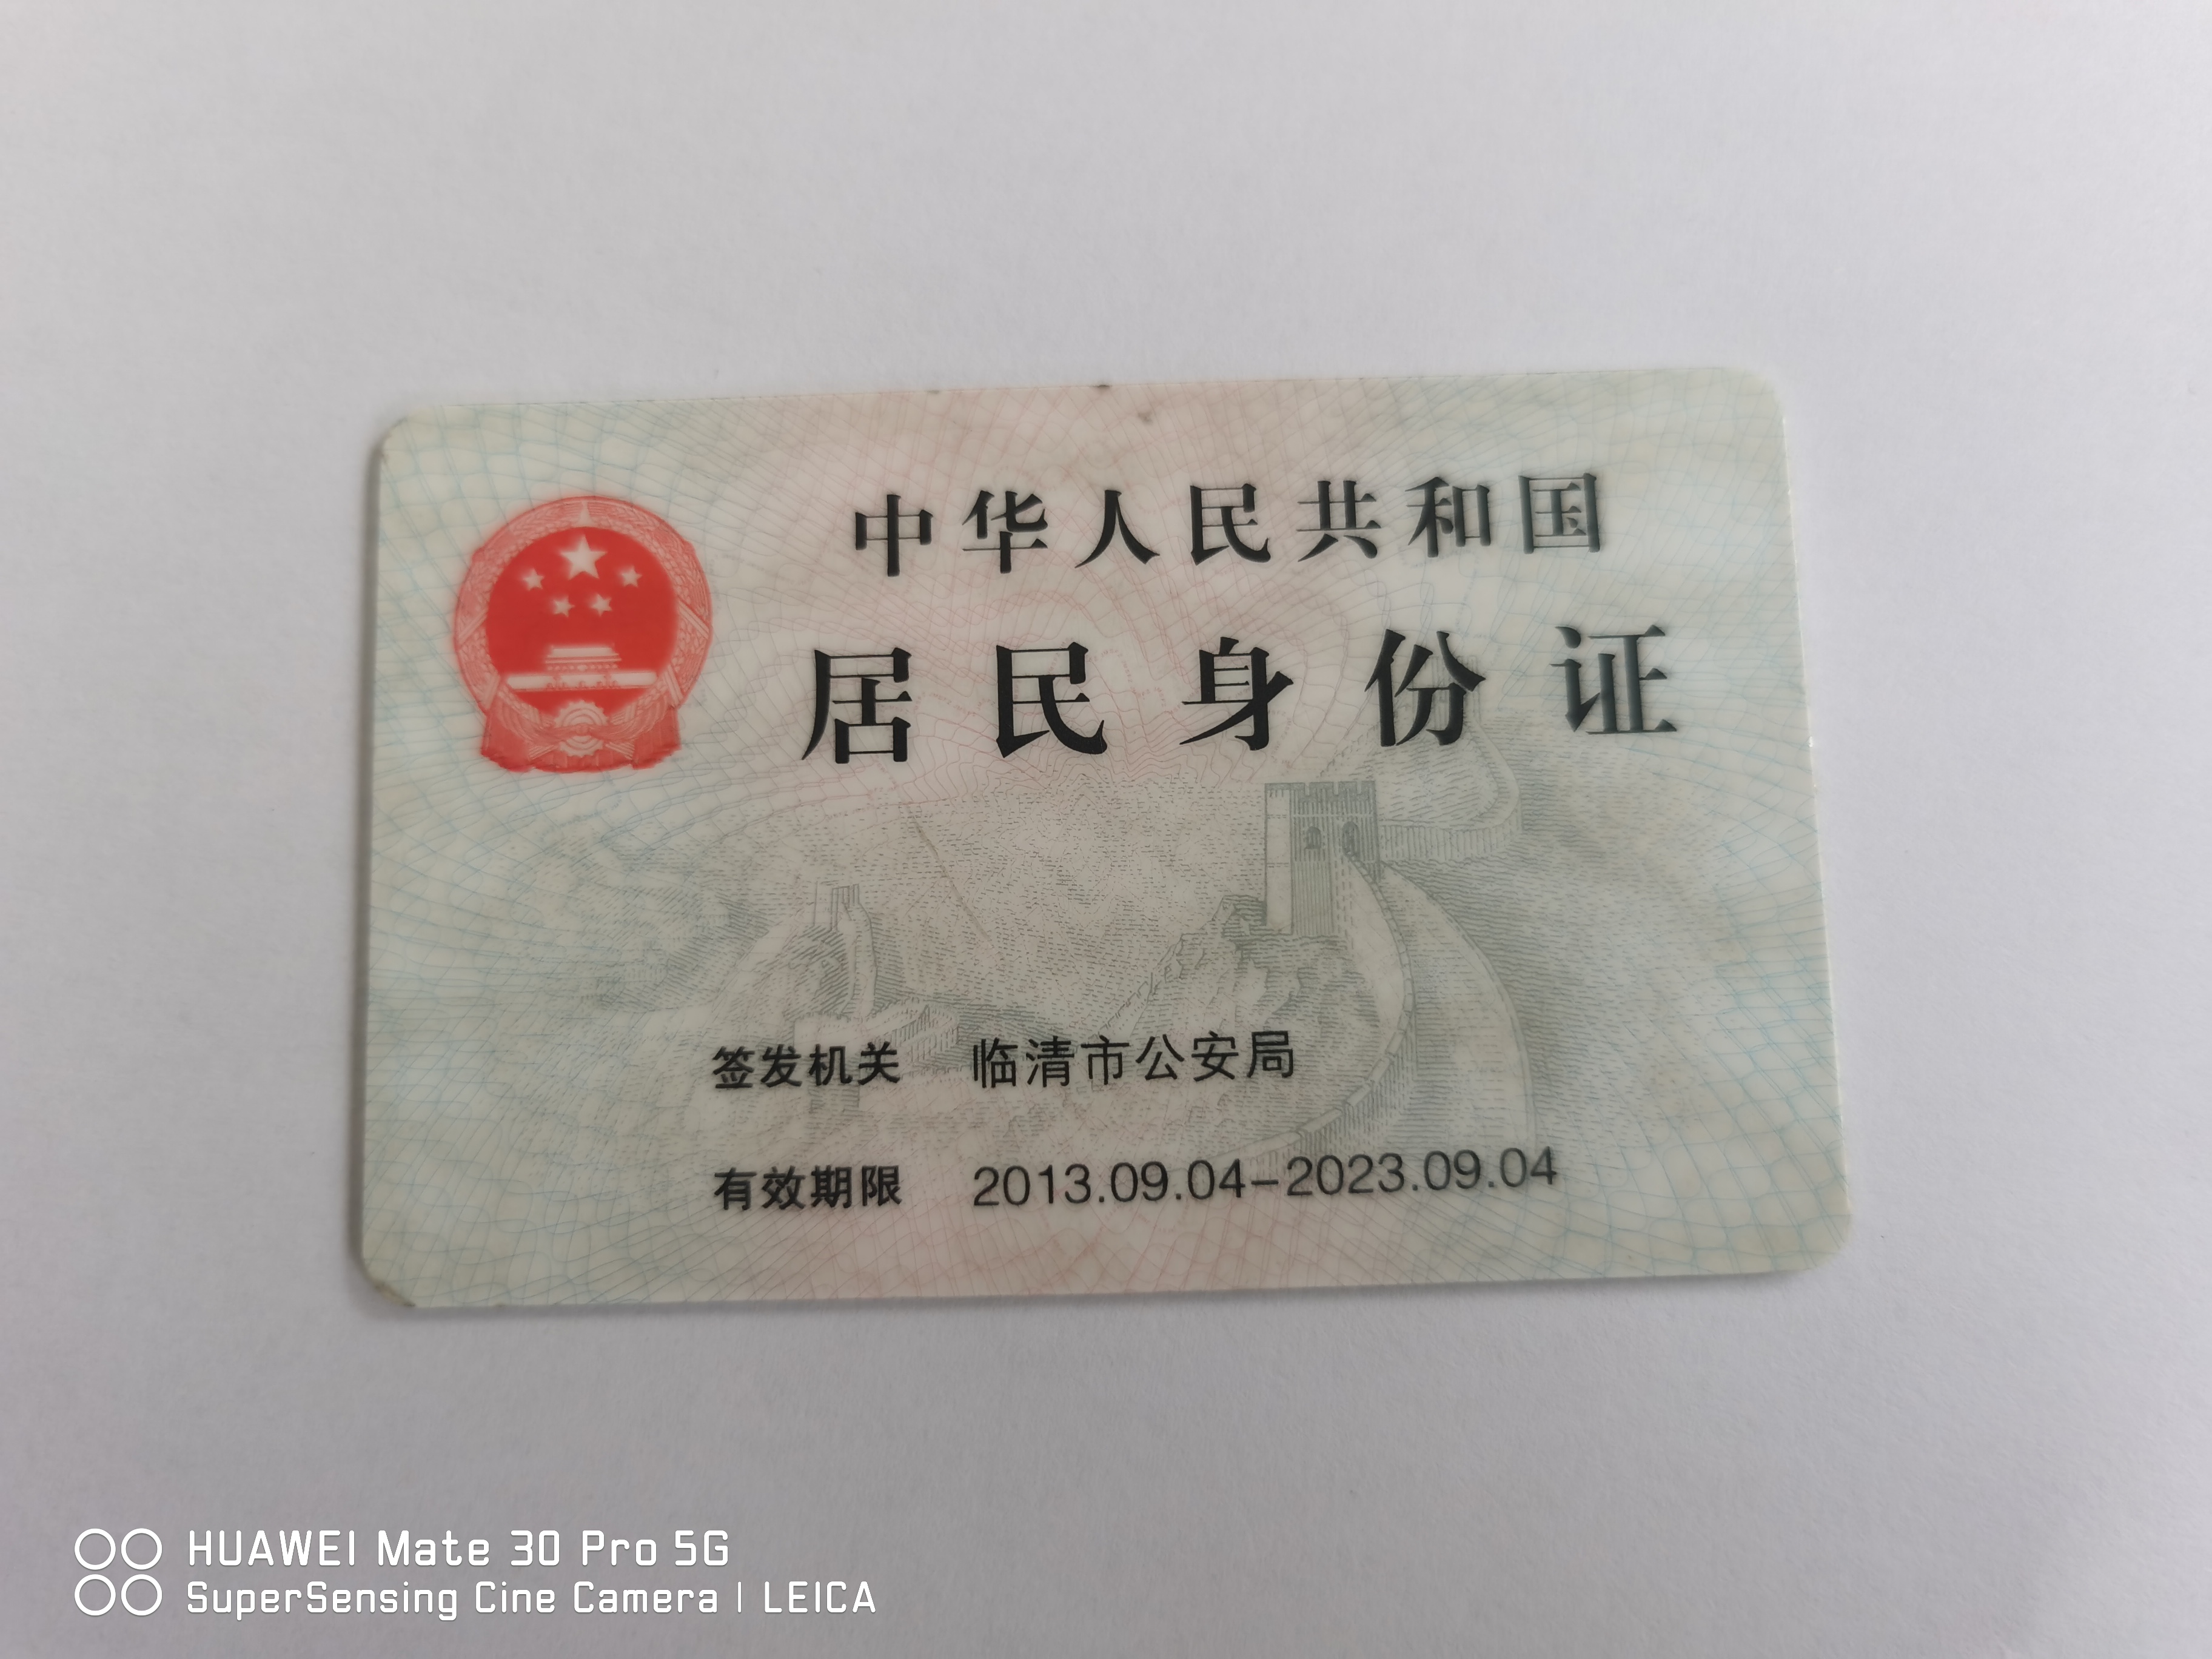 中华人民共和国
居民身份证
签发机关 临清市公安局
有效期限 2013.09.04-2023.09.04
HUAWEI Mate 30 Pro 5G
SuperSensing Cine Camera | LEICA